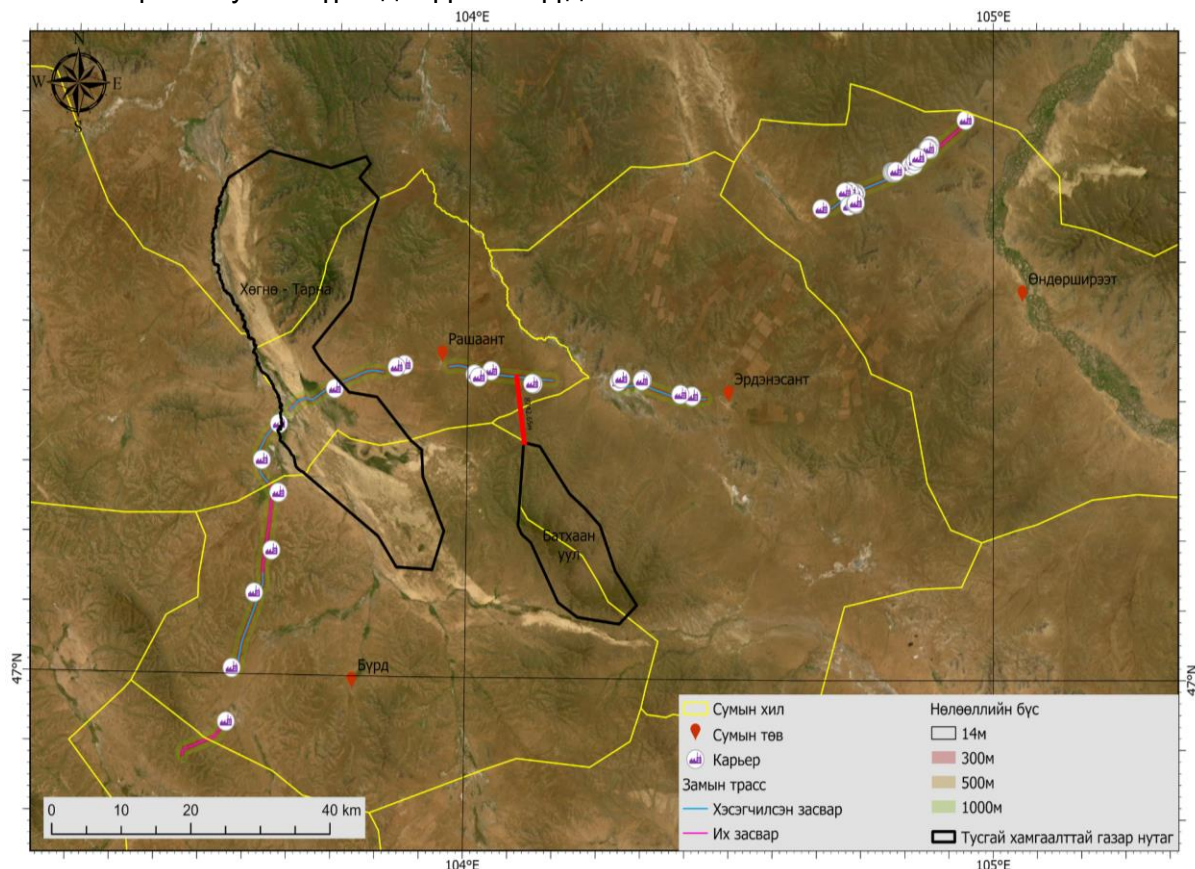 104°E
105°E
N
W
E
S
Хөгнө - Тарна
Рашаант
Өндөрширээт
Эрдэнэсант
Батхаан
уул
47°N
47°N
Бүрд
Сумын хил
Сумын төв
Карьер
Замын трасс
Хэсэгчилсэн засвар
Их засвар
Нөлөөллийн бүс
14м
300м
500м
1000м
Тусгай хамгаалттай газар нутаг
0 10 20 40 km
104°E
105°E